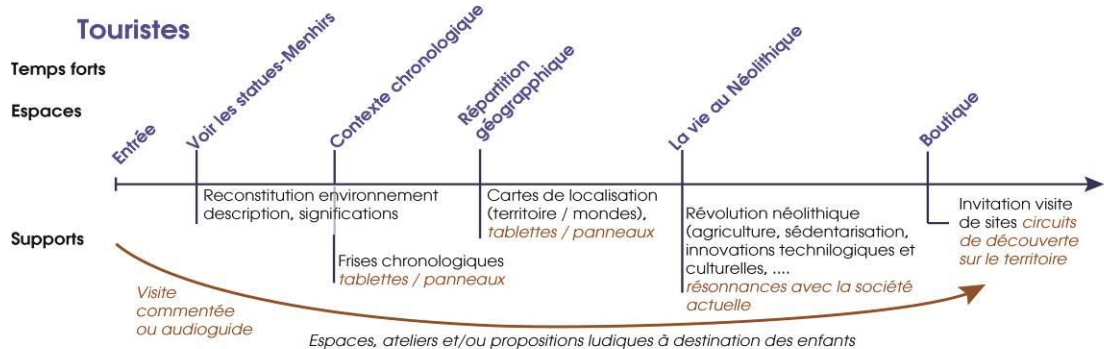 Touristes
Temps forts
Espaces
Entrée
Voir les statues-Menhirs
Contexte chronologique
Répartition
géographique
La vie au Néolithique
Boutique
Supports
Reconstitution environnement
description, significations
Frises chronologiques
tablettes / panneaux
Cartes de localisation
(territoire / mondes),
tablettes / panneaux
Révolution néolithique
(agriculture, sédentarisation,
innovations technilogiques et
culturelles, ....
résonnances avec la société
actuelle
Invitation visite
de sites circuits
de découverte
sur le territoire
Visite
commentée
ou audioguide
Espaces, ateliers et/ou propositions ludiques à destination des enfants